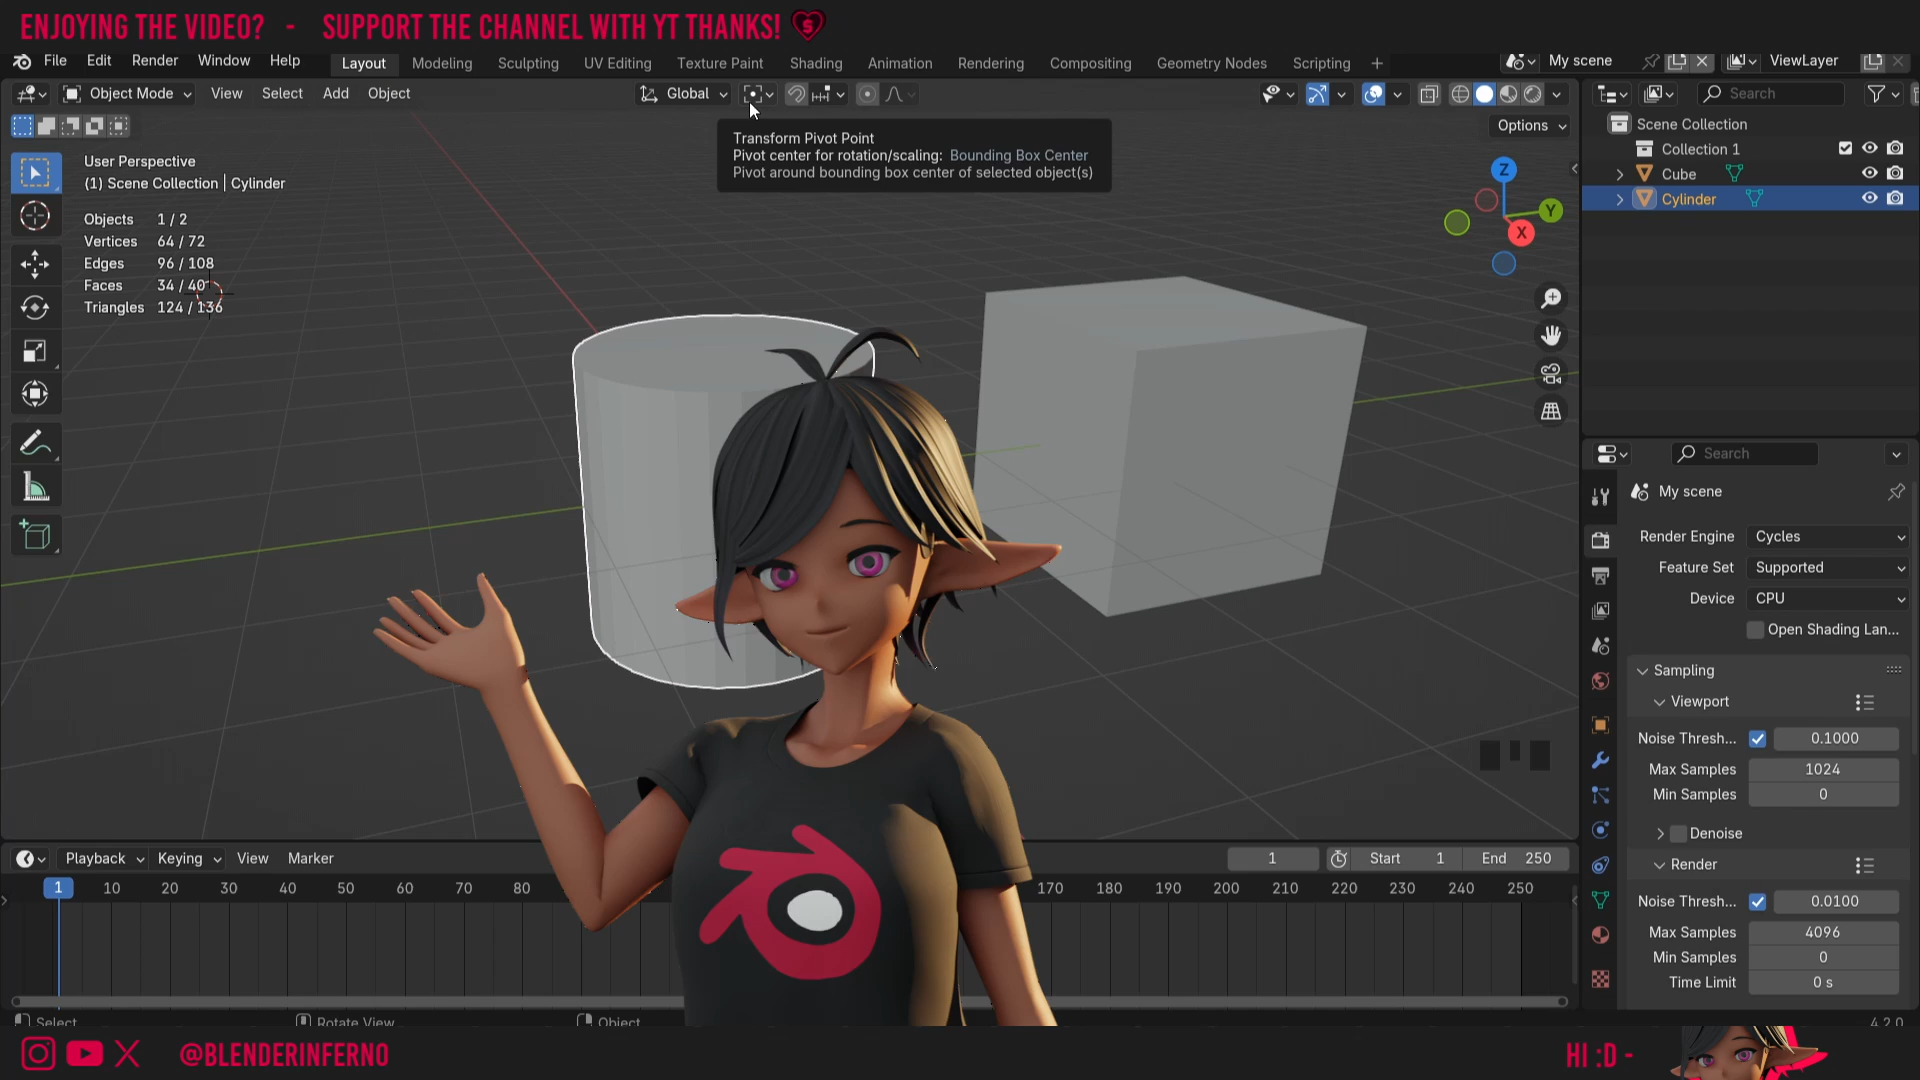 ENJOYING THE VIDEO? - SUPPORT THE CHANNEL WITH YT THANKS!
File Edit Render Window Help
Layout Modeling Sculpting UV Editing Texture Paint Shading Animation Rendering Compositing Geometry Nodes Scripting +
My scene ViewLayer
Object Mode View Select Add Object
Global
Search
Options
Transform Pivot Point
Pivot center for rotation/scaling: Bounding Box Center
Pivot around bounding box center of selected object(s)
User Perspective
(1) Scene Collection | Cylinder
Objects 1 / 2
Vertices 64 / 72
Edges 96 / 108
Faces 34 / 40
Triangles 124 / 136
Z
Y
X
Scene Collection
Collection 1
Cube
Cylinder
Search
My scene
Render Engine Cycles
Feature Set Supported
Device CPU
Open Shading Lan...
Sampling
Viewport
Noise Thresh... 0.1000
Max Samples 1024
Min Samples 0
Denoise
Render
Noise Thresh... 0.0100
Max Samples 4096
Min Samples 0
Time Limit 0 s
Playback Keying View Marker
1 Start 1 End 250
1 10 20 30 40 50 60 70 80 170 180 190 200 210 220 230 240 250
Select Rotate View Object
4.2.0
@BLENDERINFERNO
HI :D -